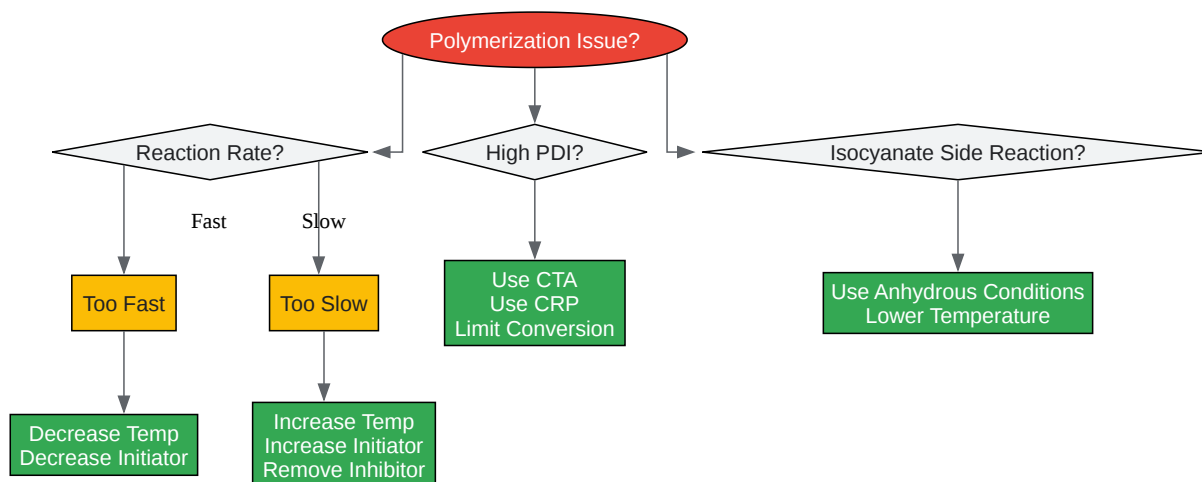 Polymerization Issue?
Reaction Rate?
High PDI?
Isocyanate Side Reaction?
Fast
Slow
Too Fast
Too Slow
Use CTA
Use CRP
Limit Conversion
Use Anhydrous Conditions
Lower Temperature
Decrease Temp
Decrease Initiator
Increase Temp
Increase Initiator
Remove Inhibitor